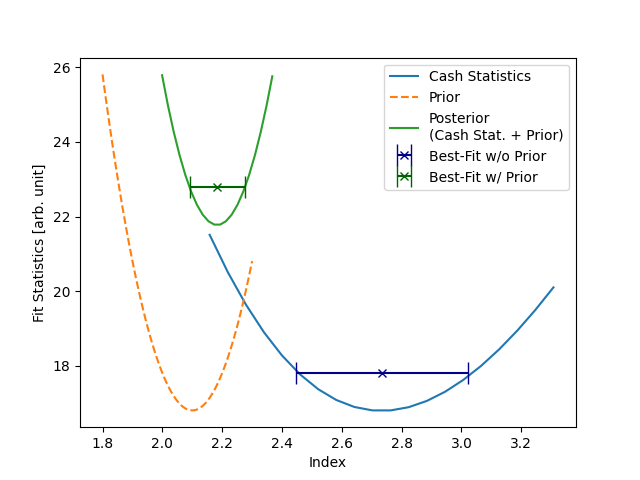 26
24
22
20
18
Fit Statistics [arb. unit]
1.8 2.0 2.2 2.4 2.6 2.8 3.0 3.2
Index
Cash Statistics
Prior
Posterior
(Cash Stat. + Prior)
Best-Fit w/o Prior
Best-Fit w/ Prior